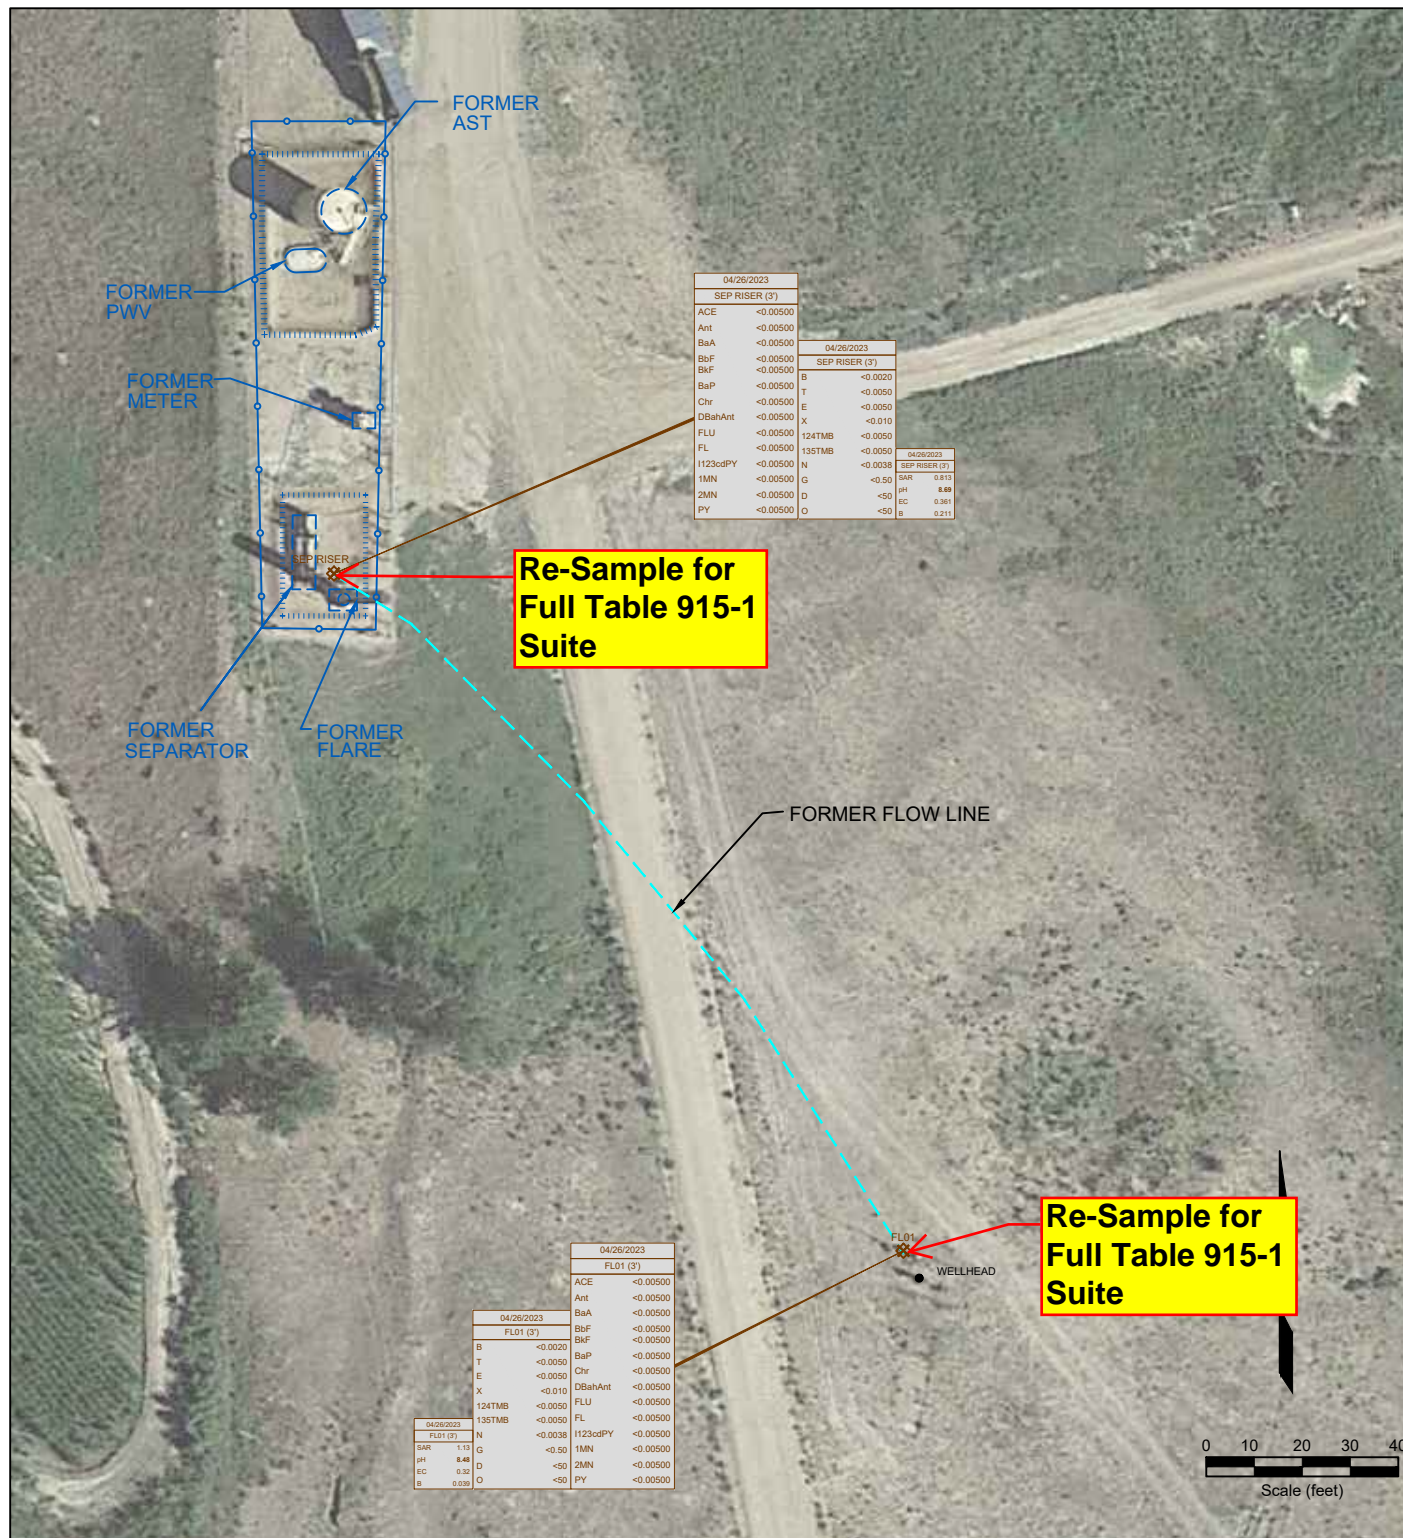 FORMER
AST
FORMER
PWV
FORMER
METER
04/26/2023
SEP RISER (3')
ACE <0.00500
Ant <0.00500
BaA <0.00500
BbF <0.00500
BkF <0.00500
BaP <0.00500
Chr <0.00500
DBahAnt <0.00500
FLU <0.00500
FL <0.00500
I123cdPY <0.00500
1MN <0.00500
2MN <0.00500
PY <0.00500
04/26/2023
SEP RISER (3')
B <0.0020
T <0.0050
E <0.0050
X <0.010
124TMB <0.0050
135TMB <0.0050
N <0.0038
G <0.50
D <50
O <50
04/26/2023
SEP RISER (3')
SAR 0.813
pH 8.69
EC 0.361
B 0.211
SEP RISER
Re-Sample for
Full Table 915-1
Suite
FORMER
SEPARATOR
FORMER
FLARE
FORMER FLOW LINE
FL01
WELLHEAD
Re-Sample for
Full Table 915-1
Suite
04/26/2023
FL01 (3')
ACE <0.00500
Ant <0.00500
BaA <0.00500
BbF <0.00500
BkF <0.00500
BaP <0.00500
Chr <0.00500
DBahAnt <0.00500
FLU <0.00500
FL <0.00500
I123cdPY <0.00500
1MN <0.00500
2MN <0.00500
PY <0.00500
04/26/2023
FL01 (3')
B <0.0020
T <0.0050
E <0.0050
X <0.010
124TMB <0.0050
135TMB <0.0050
N <0.0038
G <0.50
D <50
O <50
04/26/2023
FL01 (3')
SAR 1.13
pH 8.48
EC 0.32
B 0.039
0 10 20 30 40
Scale (feet)